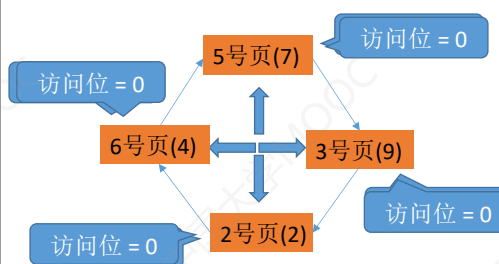 访问位 = 0
5号页(7)
访问位 = 0
6号页(4)
3号页(9)
访问位 = 0
2号页(2)
访问位 = 0